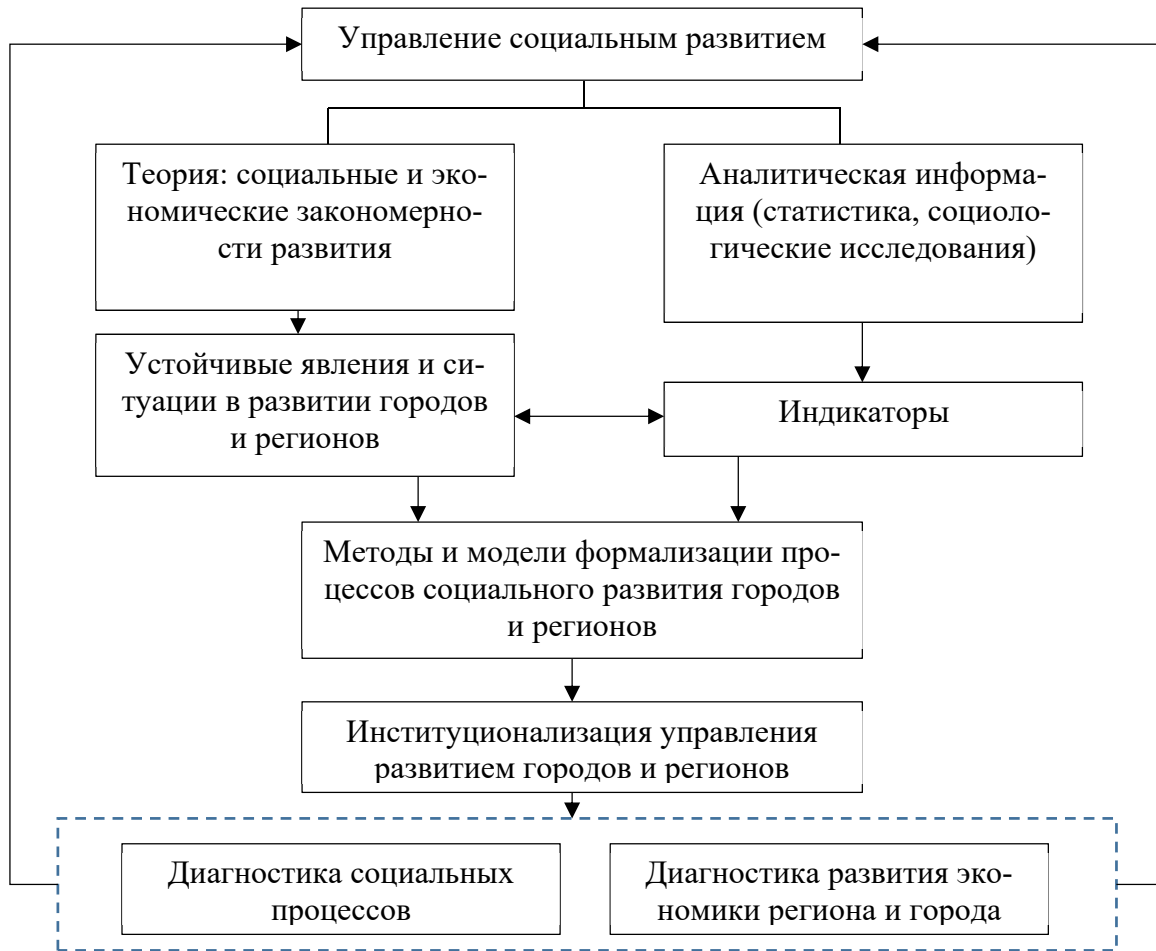 Управление социальным развитием
Теория: социальные и эко-
номические закономерно-
сти развития
Аналитическая информа-
ция (статистика, социоло-
гические исследования)
Устойчивые явления и си-
туации в развитии городов
и регионов
Индикаторы
Методы и модели формализации про-
цессов социального развития городов
и регионов
Институционализация управления
развитием городов и регионов
Диагностика социальных
процессов
Диагностика развития эко-
номики региона и города